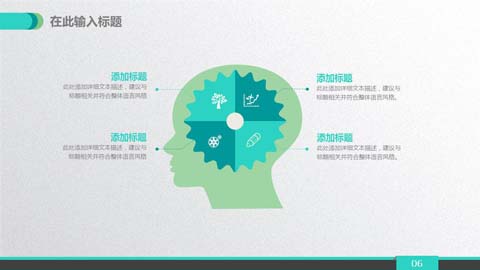 在此输入标题
添加标题
此处添加详细文本描述，建议与
标题相关并符合整体语言风格
添加标题
此处添加详细文本描述，建议与
标题相关并符合整体语言风格。
添加标题
此处添加详细文本描述，建议与
标题相关并符合整体语言风格
添加标题
此处添加详细文本描述，建议与
标题相关并符合整体语言风格。
06